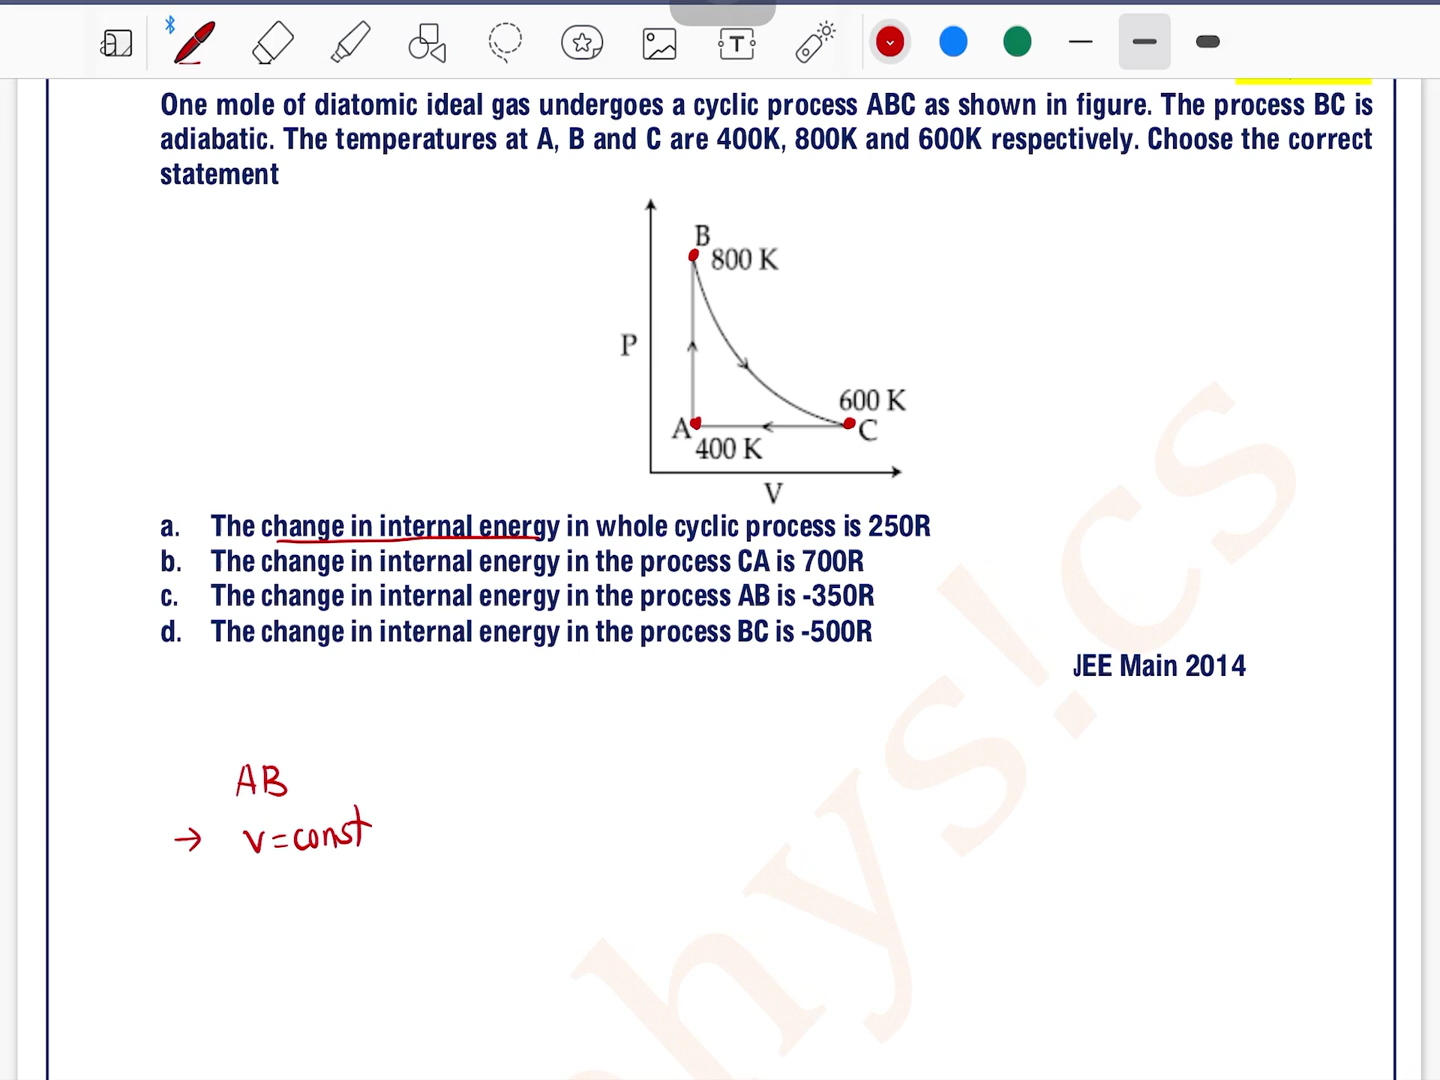 One mole of diatomic ideal gas undergoes a cyclic process ABC as shown in figure. The process BC is
adiabatic. The temperatures at A, B and C are 400K, 800K and 600K respectively. Choose the correct
statement
B
800 K
P
600 K
A
C
400 K
V
a. The change in internal energy in whole cyclic process is 250R
b. The change in internal energy in the process CA is 700R
c. The change in internal energy in the process AB is -350R
d. The change in internal energy in the process BC is -500R
JEE Main 2014
AB
→ v=const
hys!cs